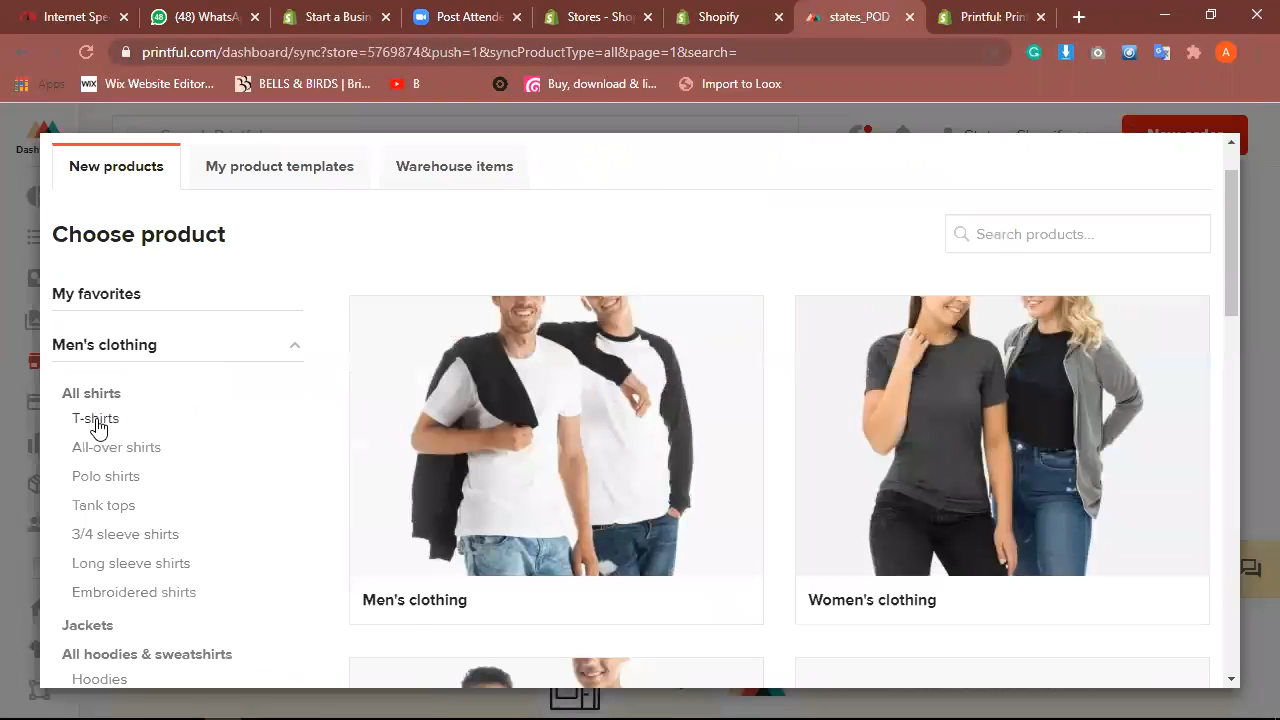 Internet Spe
(48) WhatsA
Start a Busin
Post Attende
Stores - Sho
Shopify
states_POD
Printful: Prin
printful.com/dashboard/sync?store=5769874&push=1&syncProductType=all&page=1&search=
A
Apps
WIX Wix Website Editor...
BELLS & BIRDS | Bri...
B
Buy, download & li...
Import to Loox
New products
My product templates
Warehouse items
Choose product
Search products...
My favorites
Men's clothing
All shirts
T-shirts
All-over shirts
Polo shirts
Tank tops
3/4 sleeve shirts
Long sleeve shirts
Embroidered shirts
Jackets
All hoodies & sweatshirts
Hoodies
Men's clothing
Women's clothing